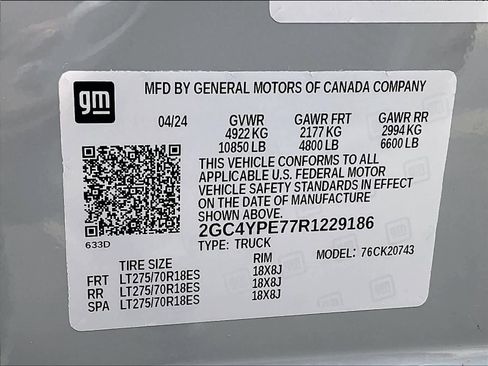 gm
MFD BY GENERAL MOTORS OF CANADA COMPANY
04/24 GVWR GAWR FRT GAWR RR
4922 KG 2177 KG 2994 KG
10850 LB 4800 LB 6600 LB
THIS VEHICLE CONFORMS TO ALL
APPLICABLE U.S. FEDERAL MOTOR
VEHICLE SAFETY STANDARDS IN EFFECT
ON THE DATE OF MANUFACTURE
SHOWN ABOVE.
2GC4YPE77R1229186
633D TYPE: TRUCK MODEL: 76CK20743
TIRE SIZE RIM
FRT LT275/70R18ES 18X8J
RR LT275/70R18ES 18X8J
SPA LT275/70R18ES 18X8J